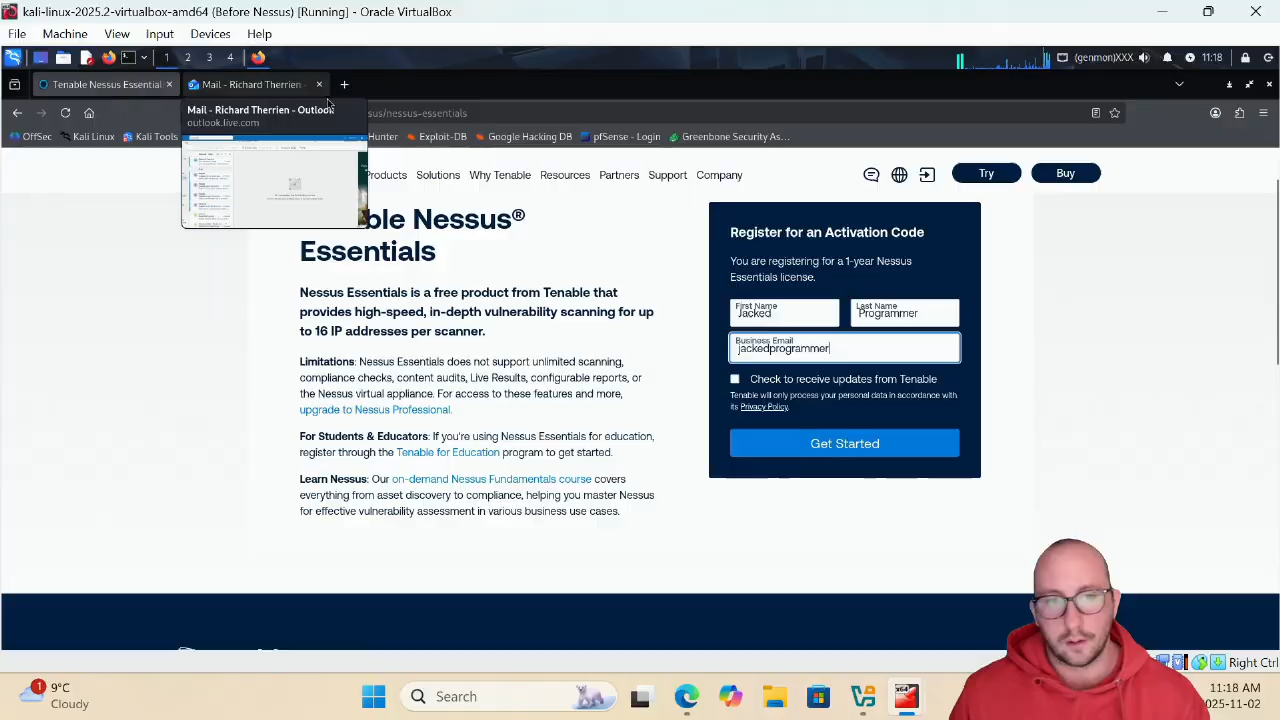 kali-linux-2025.2-virtualbox-amd64 (Before Nessus) [Running] - Oracle VirtualBox
File Machine View Input Devices Help
1 2 3 4 (genmon)XXX 11:18
Tenable Nessus Essential Mail - Richard Therrien -
Mail - Richard Therrien - Outlook
outlook.live.com
sus/nessus-essentials
OffSec Kali Linux Kali Tools Hunter Exploit-DB Google Hacking DB pfSense - Login Greenbone Security As...
Products Solutions Why Tenable Resources Partners Support Company Try Buy
ble Nessus®
Essentials
Nessus Essentials is a free product from Tenable that
provides high-speed, in-depth vulnerability scanning for up
to 16 IP addresses per scanner.
Limitations: Nessus Essentials does not support unlimited scanning,
compliance checks, content audits, Live Results, configurable reports, or
the Nessus virtual appliance. For access to these features and more,
upgrade to Nessus Professional.
For Students & Educators: If you're using Nessus Essentials for education,
register through the Tenable for Education program to get started.
Learn Nessus: Our on-demand Nessus Fundamentals course covers
everything from asset discovery to compliance, helping you master Nessus
for effective vulnerability assessment in various business use cases.
Register for an Activation Code
You are registering for a 1-year Nessus
Essentials license.
First Name Last Name
Jacked Programmer
Business Email
jackedprogrammer
Check to receive updates from Tenable
Tenable will only process your personal data in accordance with
its Privacy Policy.
Get Started
Right Ctrl
1 9°C
Cloudy
Search
x64
11:18 AM
2025-11-02